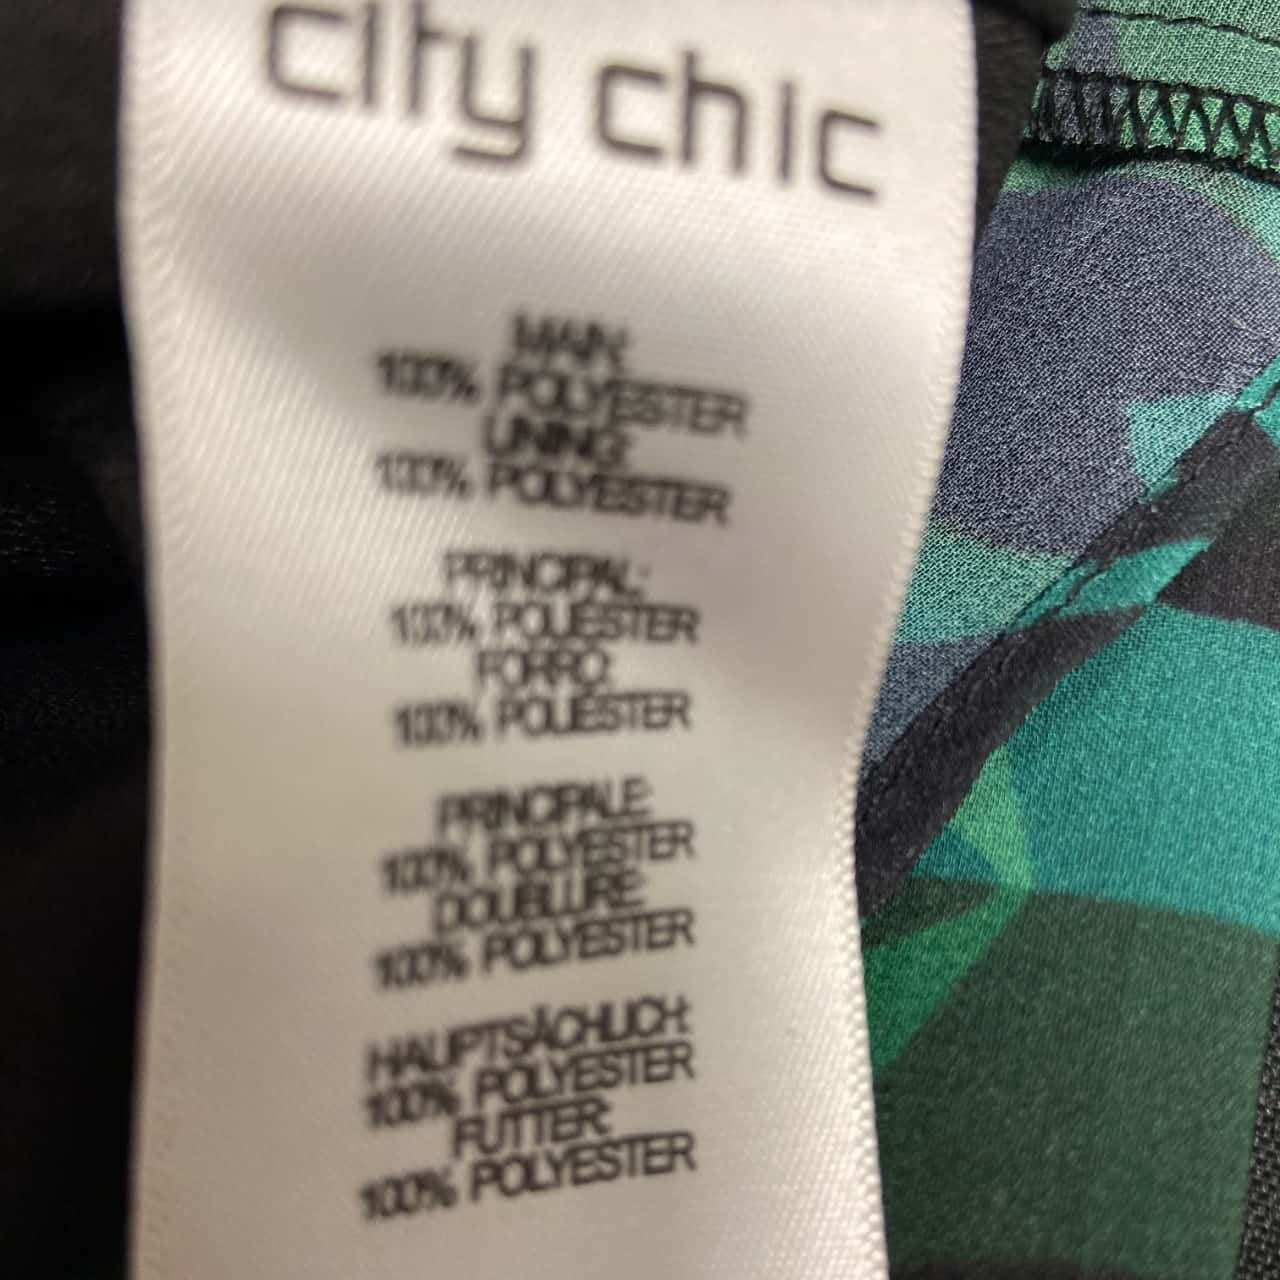 city chic
MAIN:
100% POLYESTER
LINING:
100% POLYESTER
PRINCIPAL:
100% POLIÉSTER
FORRO:
100% POLIÉSTER
PRINCIPALE:
100% POLYESTER
DOUBLURE:
100% POLYESTER
HAUPTSÄCHLICH:
100% POLYESTER
FUTTER:
100% POLYESTER